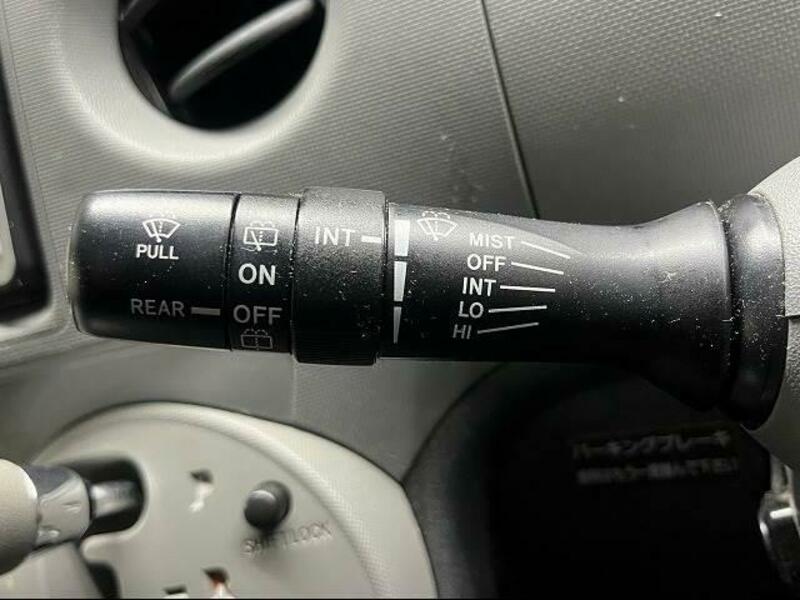 PULL
REAR
ON
OFF
INT
MIST
OFF
INT
LO
HI
SHIFT LOCK
パーキングブレーキ